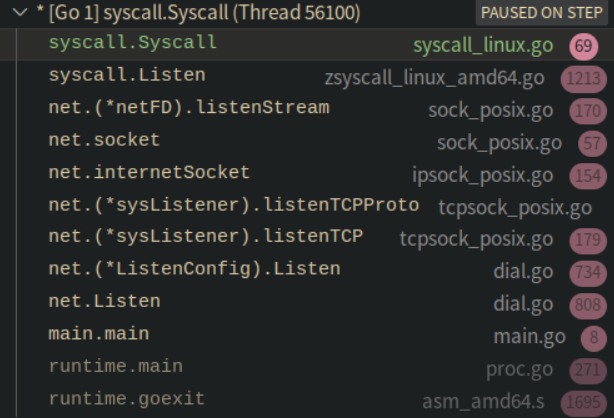 * [Go 1] syscall.Syscall (Thread 56100) PAUSED ON STEP
syscall.Syscall syscall_linux.go 69
syscall.Listen zsyscall_linux_amd64.go 1213
net.(*netFD).listenStream sock_posix.go 170
net.socket sock_posix.go 57
net.internetSocket ipsock_posix.go 154
net.(*sysListener).listenTCPProto tcpsock_posix.go
net.(*sysListener).listenTCP tcpsock_posix.go 179
net.(*ListenConfig).Listen dial.go 734
net.Listen dial.go 808
main.main main.go 8
runtime.main proc.go 271
runtime.goexit asm_amd64.s 1695